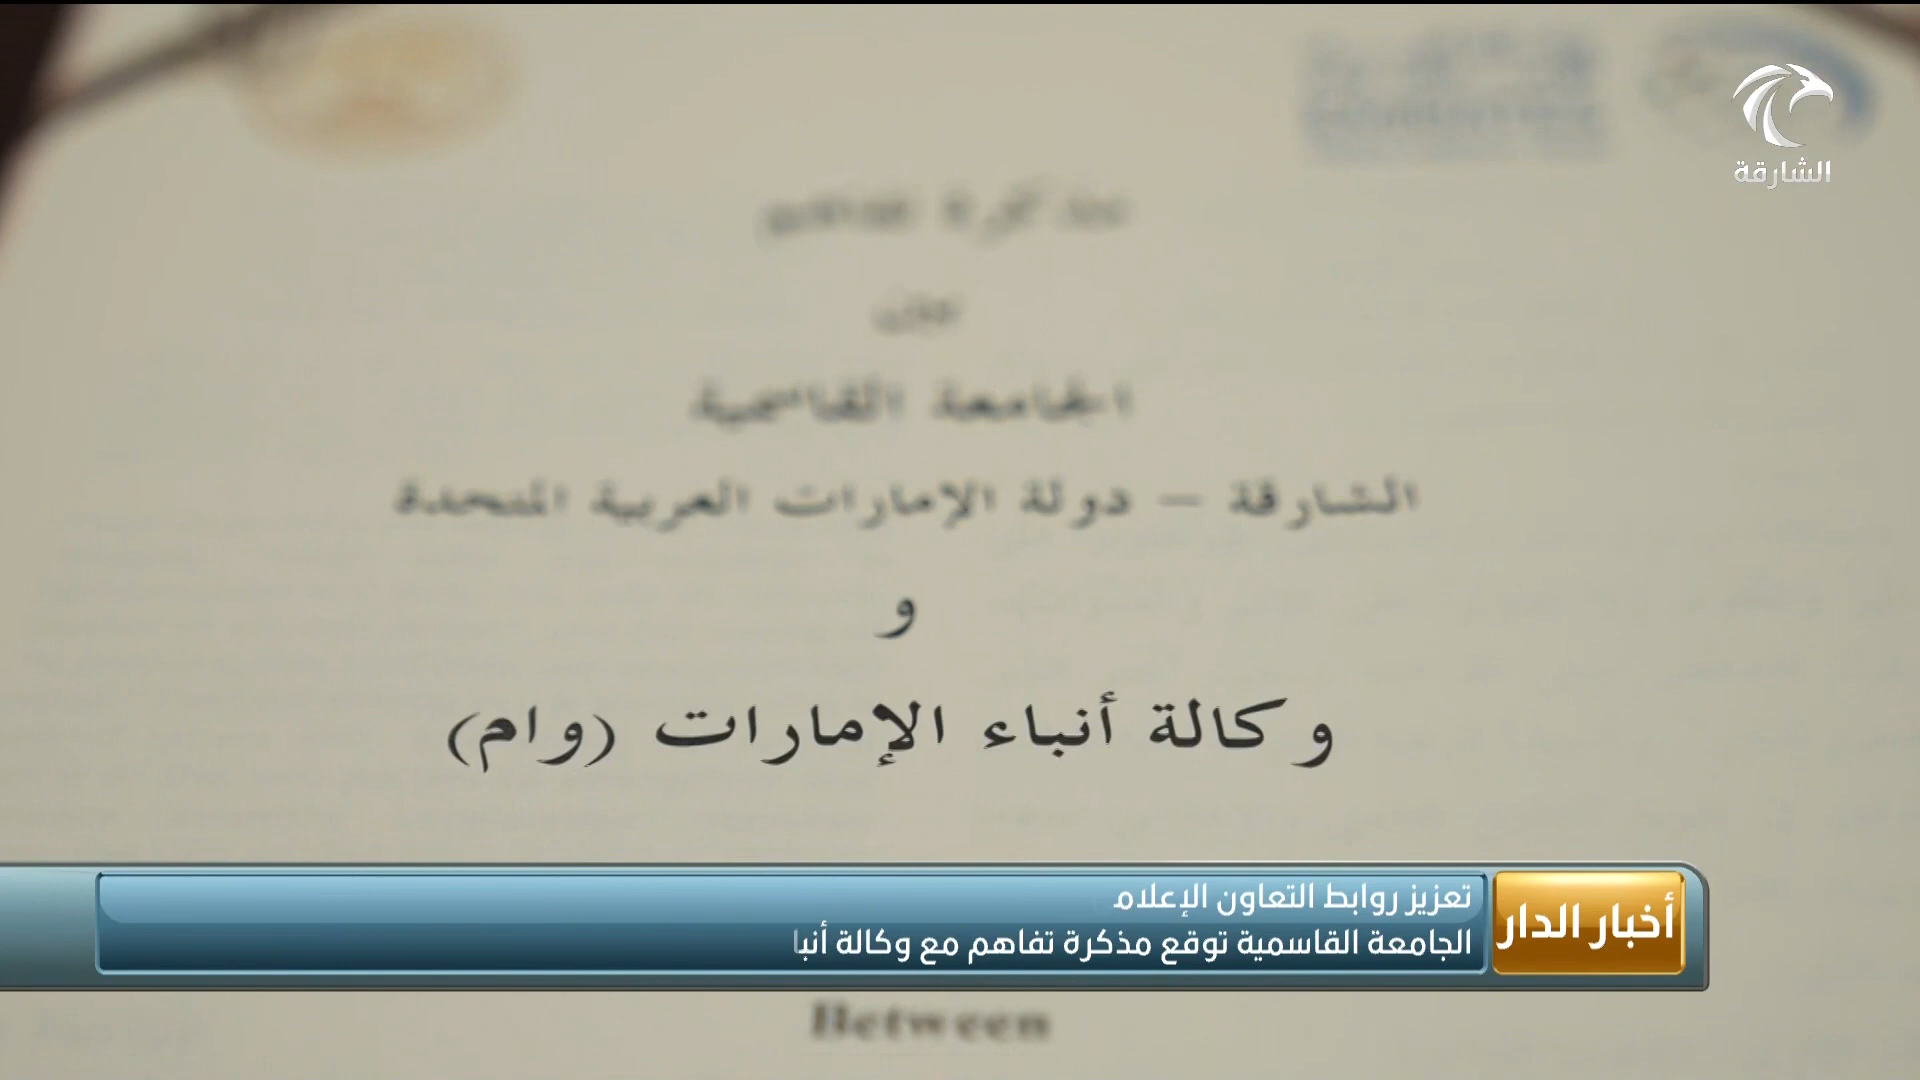 الشارقة
مذكرة تفاهم
بين
الجامعة القاسمية
الشارقة – دولة الإمارات العربية المتحدة
و
وكالة أنباء الإمارات (وام)
أخبار الدار
تعزيز روابط التعاون الإعلام
الجامعة القاسمية توقع مذكرة تفاهم مع وكالة أنبا
Between